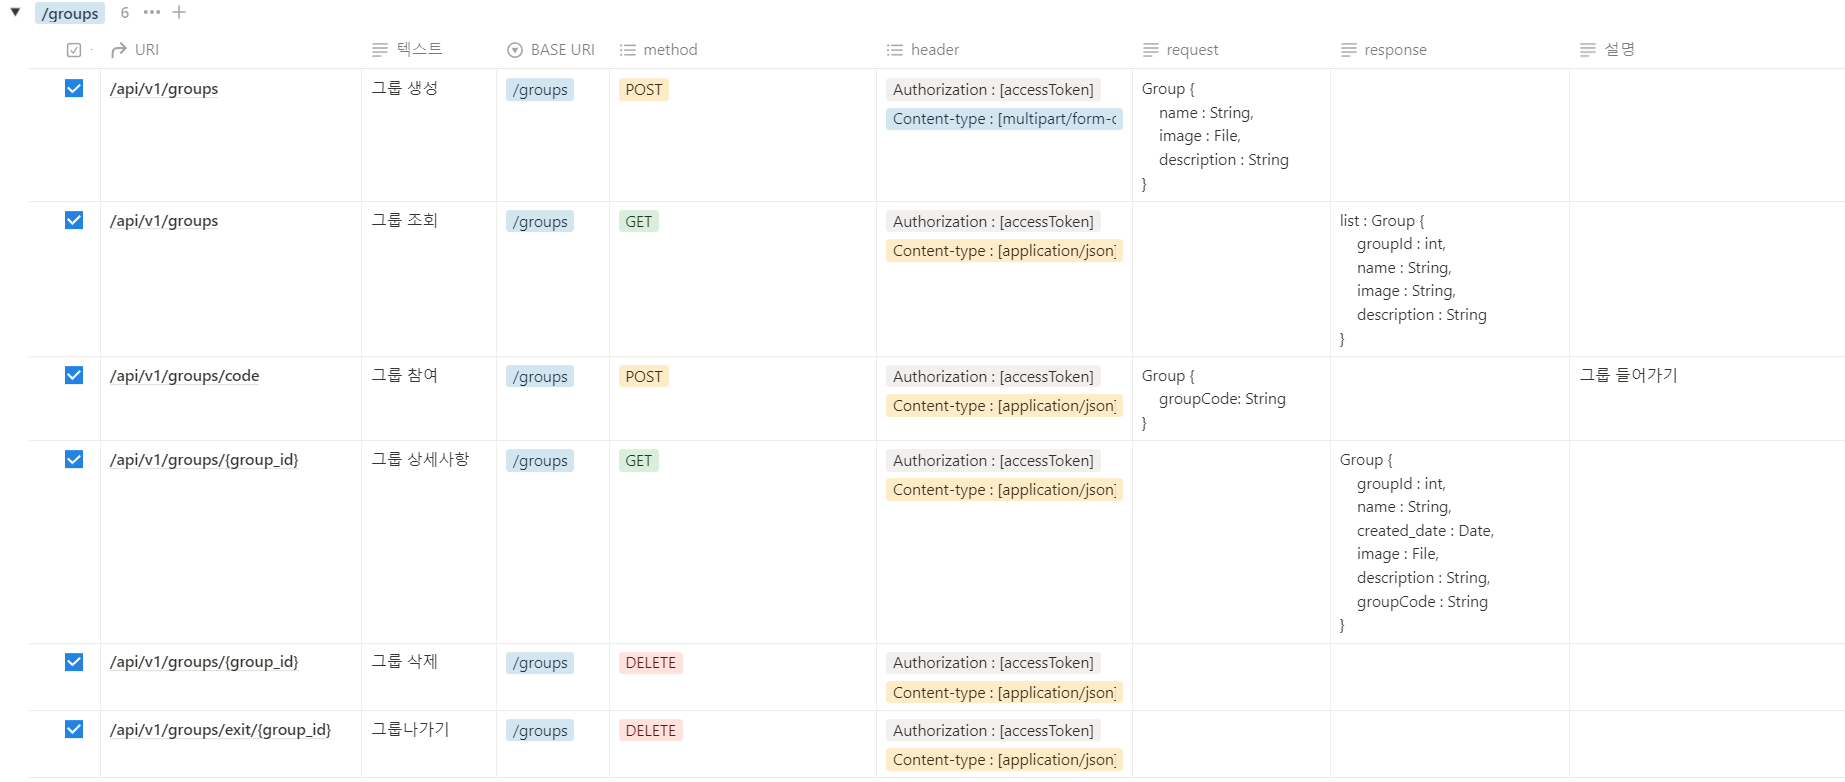 /groups 6
URI 텍스트 BASE URI method header request response 설명
/api/v1/groups 그룹 생성 /groups POST Authorization : [accessToken] Group {
Content-type : [multipart/form-c name : String,
image : File,
description : String
}
/api/v1/groups 그룹 조회 /groups GET Authorization : [accessToken] list : Group {
Content-type : [application/json] groupId : int,
name : String,
image : String,
description : String
}
/api/v1/groups/code 그룹 참여 /groups POST Authorization : [accessToken] Group { 그룹 들어가기
Content-type : [application/json] groupCode: String
}
/api/v1/groups/{group_id} 그룹 상세사항 /groups GET Authorization : [accessToken] Group {
Content-type : [application/json] groupId : int,
name : String,
created_date : Date,
image : File,
description : String,
groupCode : String
}
/api/v1/groups/{group_id} 그룹 삭제 /groups DELETE Authorization : [accessToken]
Content-type : [application/json]
/api/v1/groups/exit/{group_id} 그룹나가기 /groups DELETE Authorization : [accessToken]
Content-type : [application/json]